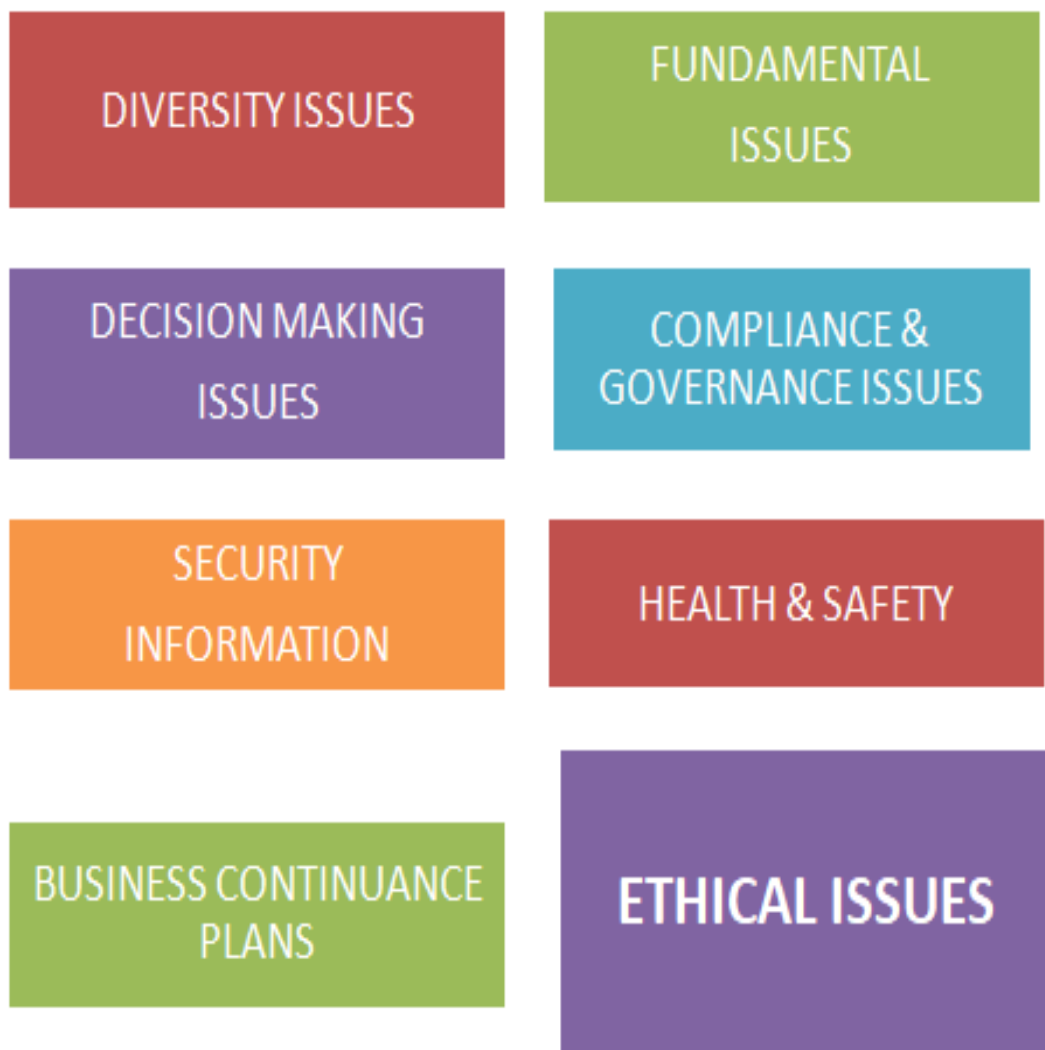 DIVERSITY ISSUES
FUNDAMENTAL
ISSUES
DECISION MAKING
ISSUES
COMPLIANCE &
GOVERNANCE ISSUES
SECURITY
INFORMATION
HEALTH & SAFETY
BUSINESS CONTINUANCE
PLANS
ETHICAL ISSUES